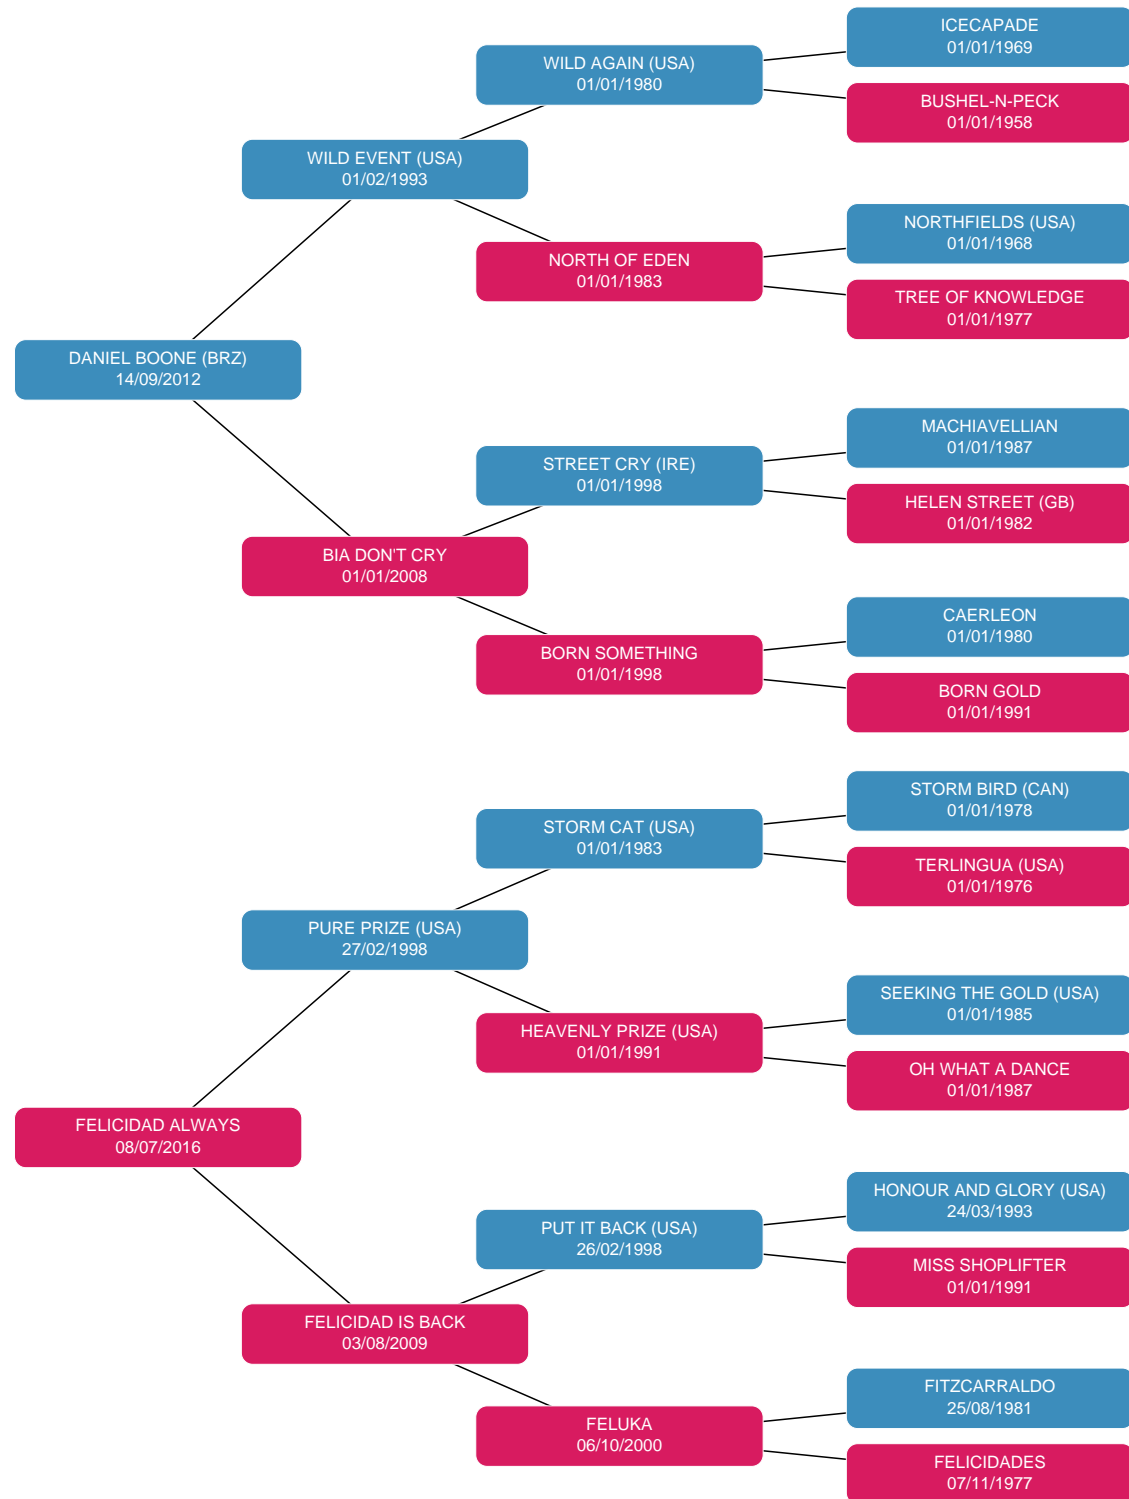 ICECAPADE
01/01/1969
WILD AGAIN (USA)
01/01/1980
BUSHEL-N-PECK
01/01/1958
WILD EVENT (USA)
01/02/1993
NORTHFIELDS (USA)
01/01/1968
NORTH OF EDEN
01/01/1983
TREE OF KNOWLEDGE
01/01/1977
DANIEL BOONE (BRZ)
14/09/2012
MACHIAVELLIAN
01/01/1987
STREET CRY (IRE)
01/01/1998
HELEN STREET (GB)
01/01/1982
BIA DON'T CRY
01/01/2008
CAERLEON
01/01/1980
BORN SOMETHING
01/01/1998
BORN GOLD
01/01/1991
STORM BIRD (CAN)
01/01/1978
STORM CAT (USA)
01/01/1983
TERLINGUA (USA)
01/01/1976
PURE PRIZE (USA)
27/02/1998
SEEKING THE GOLD (USA)
01/01/1985
HEAVENLY PRIZE (USA)
01/01/1991
OH WHAT A DANCE
01/01/1987
FELICIDAD ALWAYS
08/07/2016
HONOUR AND GLORY (USA)
24/03/1993
PUT IT BACK (USA)
26/02/1998
MISS SHOPLIFTER
01/01/1991
FELICIDAD IS BACK
03/08/2009
FITZCARRALDO
25/08/1981
FELUKA
06/10/2000
FELICIDADES
07/11/1977